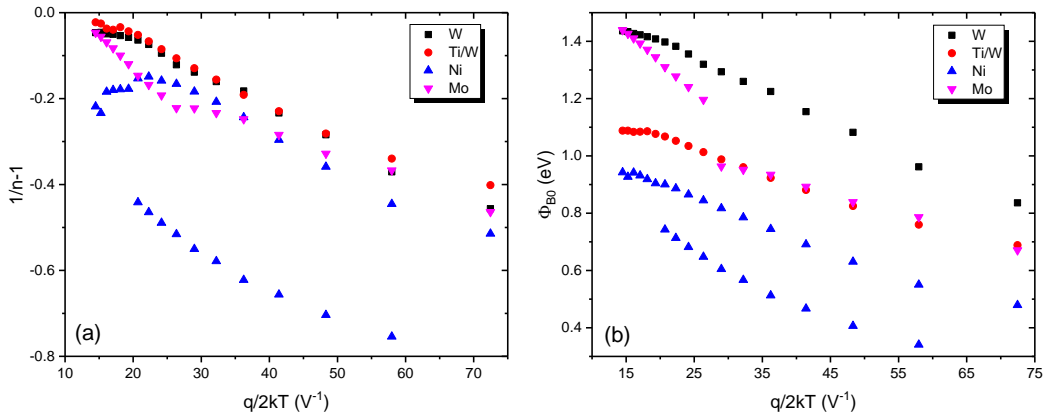 0.0
-0.2
-0.4
-0.6
-0.8
1/n-1
W
Ti/W
Ni
Mo
(a)
10 20 30 40 50 60 70
q/2kT (V⁻¹)
1.4
1.2
1.0
0.8
0.6
0.4
Φ_B0 (eV)
W
Ti/W
Ni
Mo
(b)
15 25 35 45 55 65 75
q/2kT (V⁻¹)